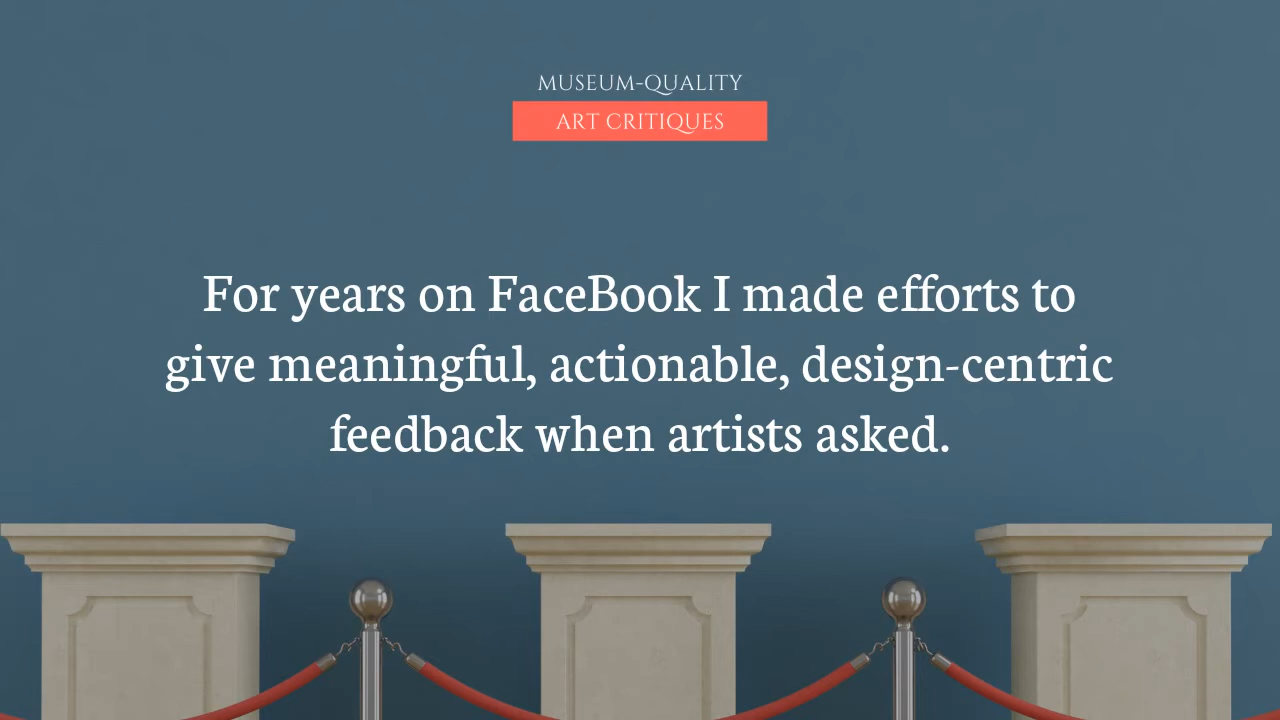 MUSEUM-QUALITY
ART CRITIQUES
For years on FaceBook I made efforts to
give meaningful, actionable, design-centric
feedback when artists asked.